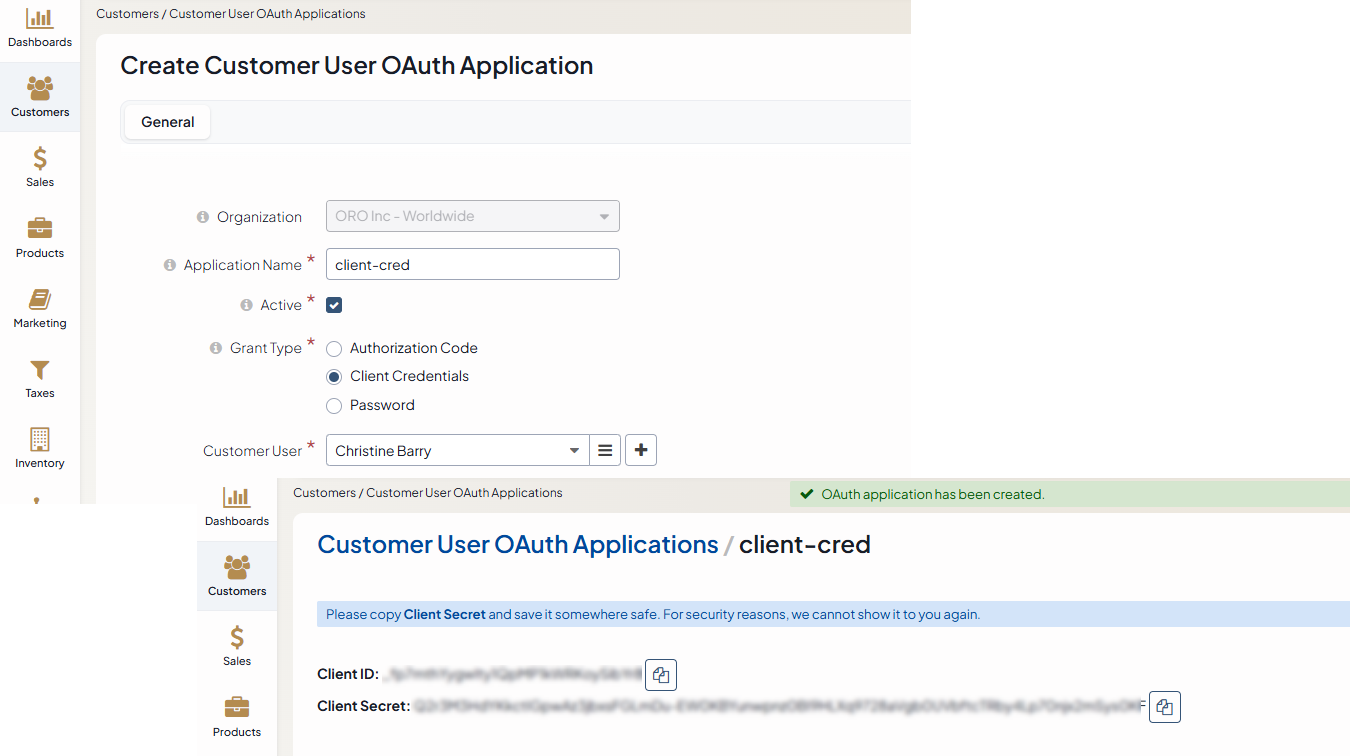 Customers / Customer User OAuth Applications
Dashboards
Customers
Sales
Products
Marketing
Taxes
Inventory
Create Customer User OAuth Application
General
Organization ORO Inc - Worldwide
Application Name * client-cred
Active *
Grant Type * Authorization Code
Client Credentials
Password
Customer User * Christine Barry
Customers / Customer User OAuth Applications
OAuth application has been created.
Dashboards
Customers
Sales
Products
Customer User OAuth Applications / client-cred
Please copy Client Secret and save it somewhere safe. For security reasons, we cannot show it to you again.
Client ID:
Client Secret: